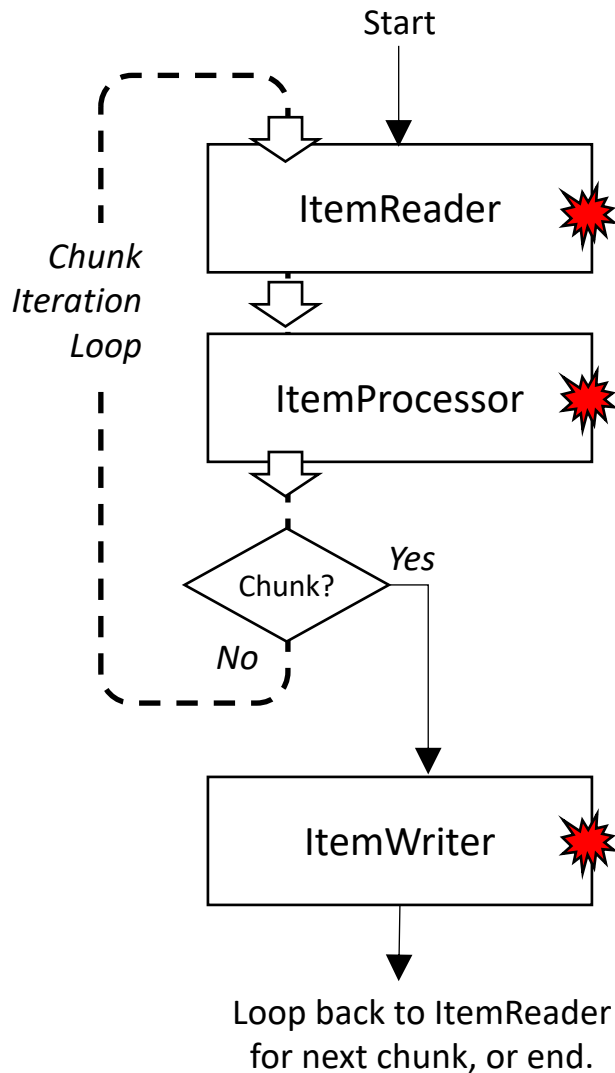 Start
ItemReader
Chunk
Iteration
Loop
ItemProcessor
Yes
Chunk?
No
ItemWriter
Loop back to ItemReader
for next chunk, or end.